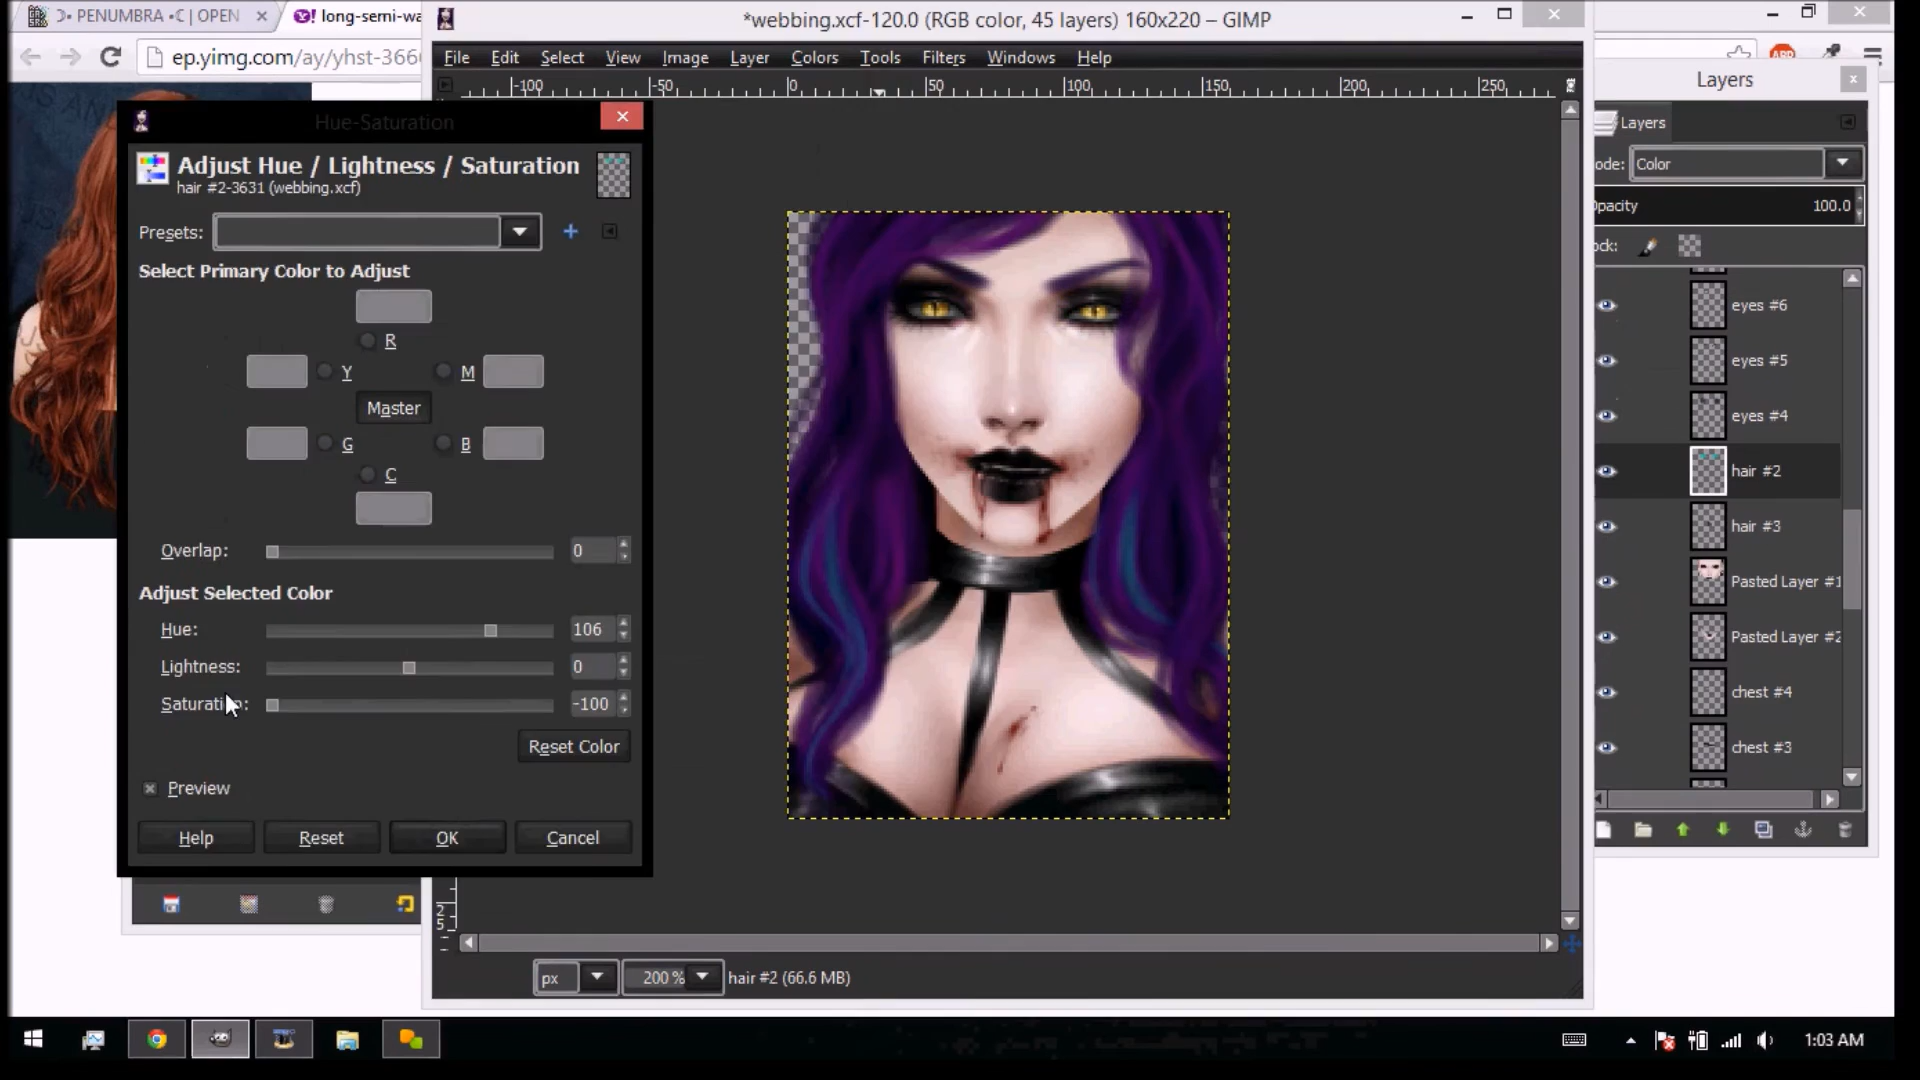 ☽• PENUMBRA •☾ | OPEN
long-semi-wa
*webbing.xcf-120.0 (RGB color, 45 layers) 160x220 – GIMP
ep.yimg.com/ay/yhst-366
File Edit Select View Image Layer Colors Tools Filters Windows Help
ABP
-100 -50 0 50 100 150 200 250
Layers
Layers
ode: Color
Opacity 100.0
ock:
eyes #6
eyes #5
eyes #4
hair #2
hair #3
Pasted Layer #1
Pasted Layer #2
chest #4
chest #3
Hue-Saturation
Adjust Hue / Lightness / Saturation
hair #2-3631 (webbing.xcf)
Presets:
Select Primary Color to Adjust
R
Y M
Master
G B
C
Overlap: 0
Adjust Selected Color
Hue: 106
Lightness: 0
Saturation: -100
Reset Color
Preview
Help Reset OK Cancel
2
5
px 200 % hair #2 (66.6 MB)
1:03 AM